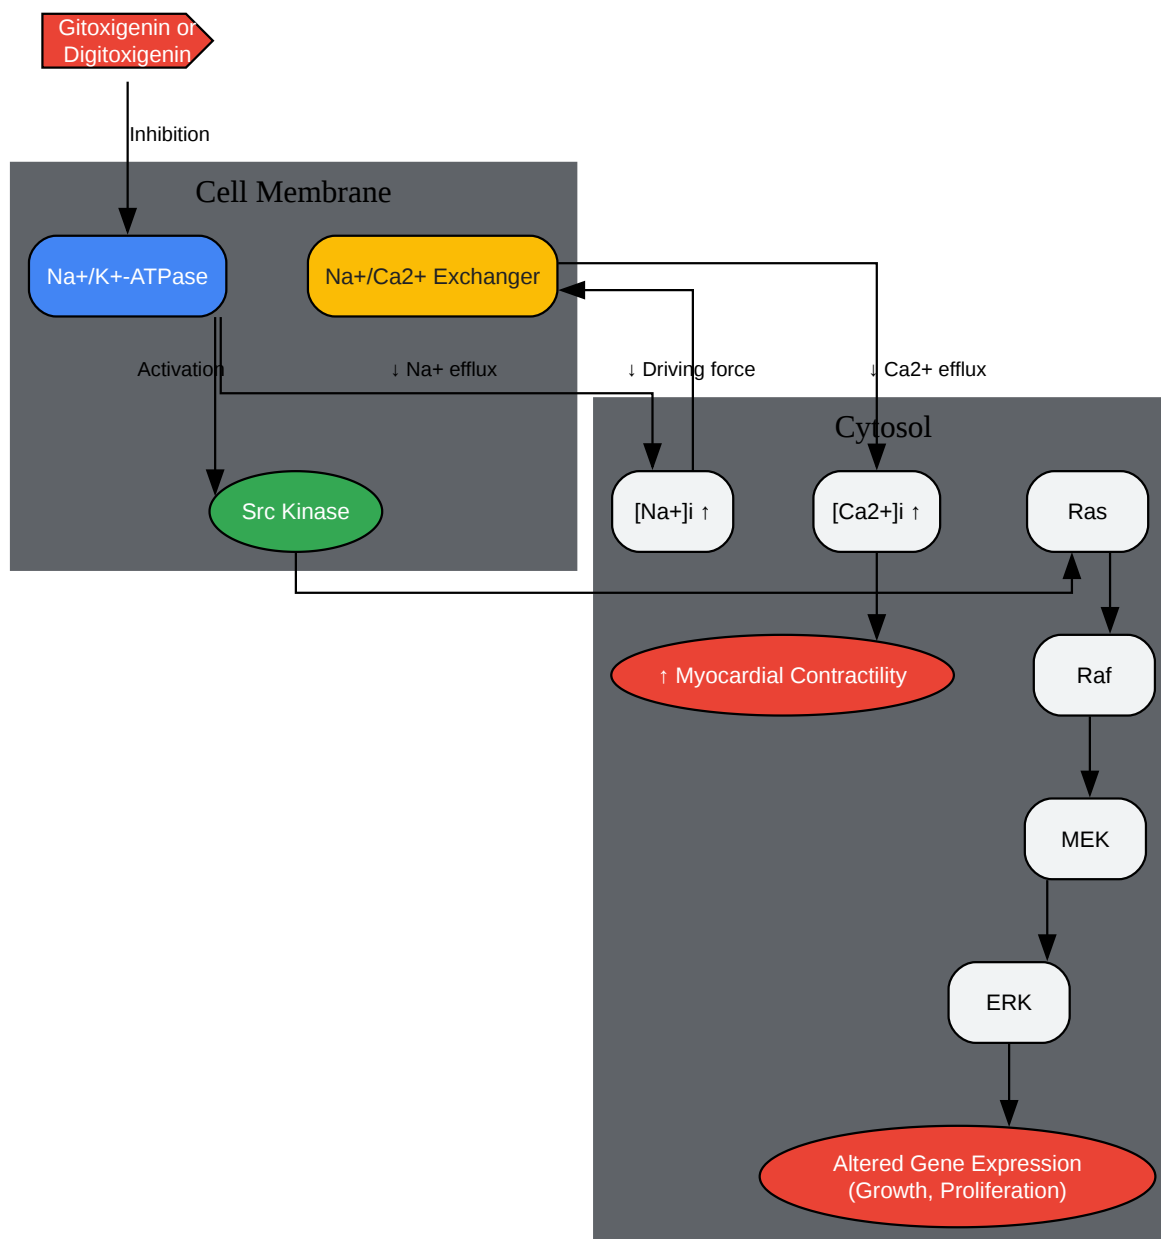 Gitoxigenin or
Digitoxigenin
Inhibition
Cell Membrane
Na+/K+-ATPase
Na+/Ca2+ Exchanger
Activation
↓ Na+ efflux
↓ Driving force
↓ Ca2+ efflux
Cytosol
Src Kinase
[Na+]i ↑
[Ca2+]i ↑
Ras
↑ Myocardial Contractility
Raf
MEK
ERK
Altered Gene Expression
(Growth, Proliferation)